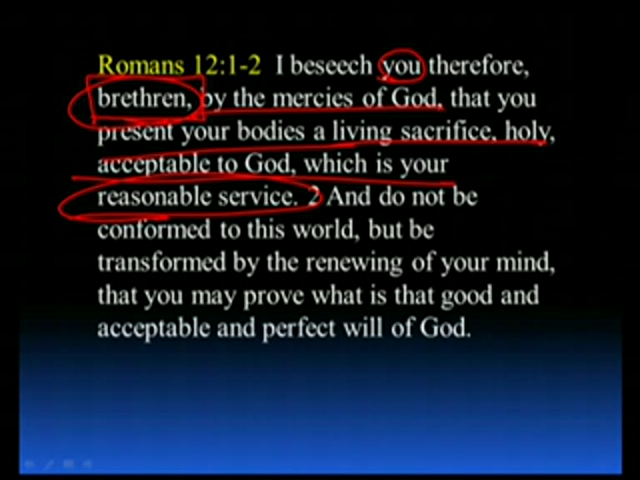 Romans 12:1-2 I beseech you therefore,
brethren, by the mercies of God, that you
present your bodies a living sacrifice, holy,
acceptable to God, which is your
reasonable service. 2 And do not be
conformed to this world, but be
transformed by the renewing of your mind,
that you may prove what is that good and
acceptable and perfect will of God.